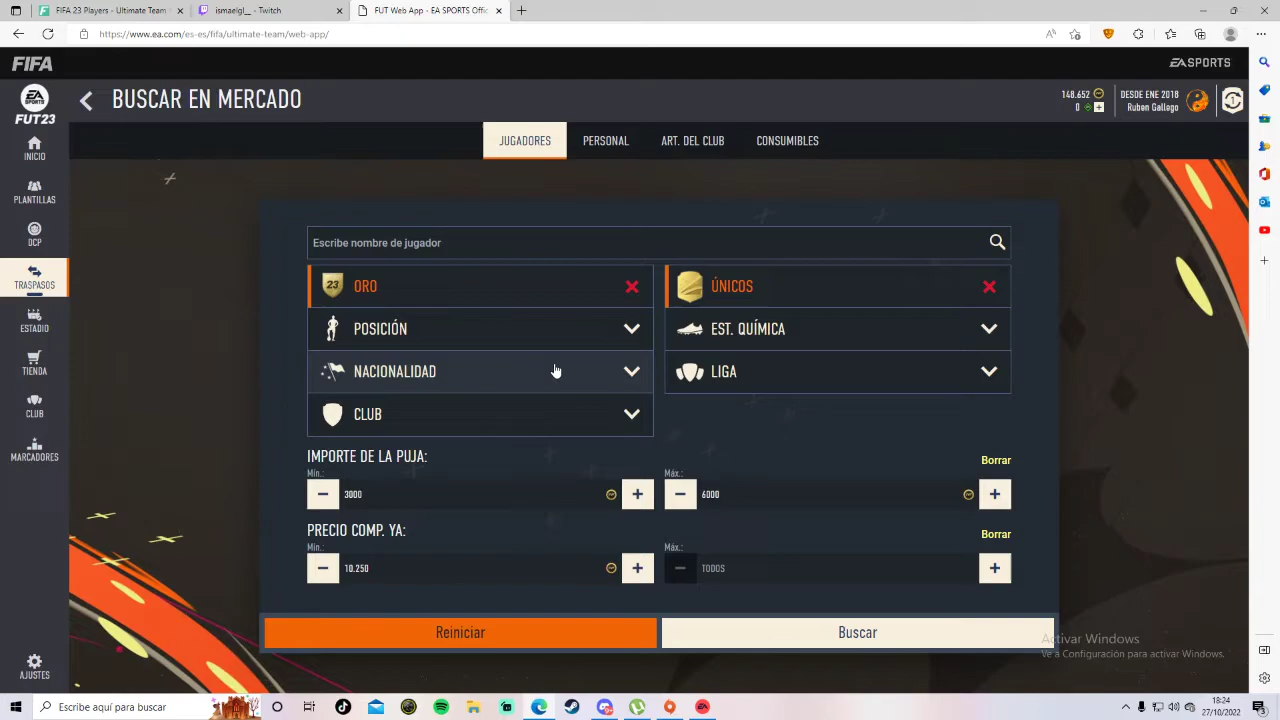 FIFA 23 Players - Ultimate Team
ismaelgl_ - Twitch
FUT Web App - EA SPORTS Offic
https://www.ea.com/es-es/fifa/ultimate-team/web-app/
FIFA
EA SPORTS
EA SPORTS
FUT23
BUSCAR EN MERCADO
148.652
0
DESDE ENE 2018
Ruben Gallego
1
JUGADORES
PERSONAL
ART. DEL CLUB
CONSUMIBLES
INICIO
PLANTILLAS
DCP
TRASPASOS
ESTADIO
TIENDA
CLUB
MARCADORES
AJUSTES
Escribe nombre de jugador
23
ORO
ÚNICOS
POSICIÓN
EST. QUÍMICA
NACIONALIDAD
LIGA
CLUB
IMPORTE DE LA PUJA:
Borrar
Mín.:
Máx.:
3000
6000
PRECIO COMP. YA:
Borrar
Mín.:
Máx.:
10.250
TODOS
Reiniciar
Buscar
Activar Windows
Ve a Configuración para activar Windows.
Escribe aquí para buscar
18:24
27/10/2022